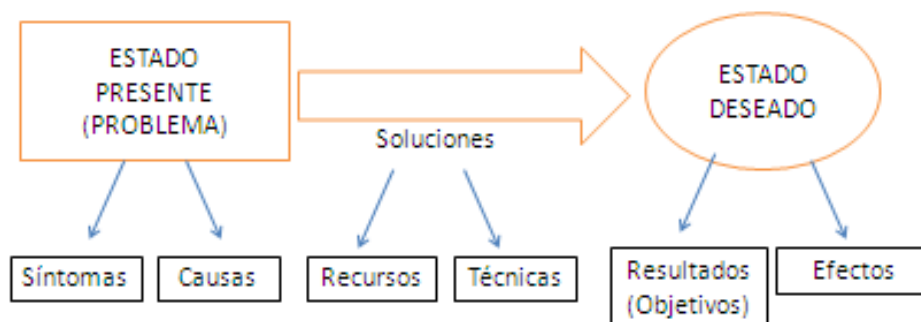 ESTADO
PRESENTE
(PROBLEMA)
ESTADO
DESEADO
Soluciones
Síntomas
Causas
Recursos
Técnicas
Resultados
(Objetivos)
Efectos